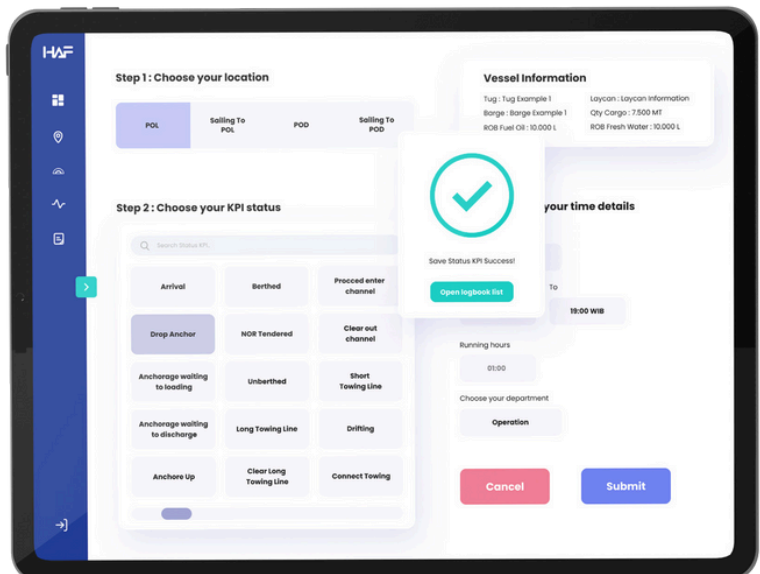 HAF
Step 1 : Choose your location
POL
Sailing To
POL
POD
Sailing To
POD
Vessel Information
Tug : Tug Example 1
Laycan : Laycan Information
Barge : Barge Example 1
Qty Cargo : 7.500 MT
ROB Fuel Oil : 10.000 L
ROB Fresh Water : 10.000 L
Step 2 : Choose your KPI status
Search Status KPI.
Arrival
Berthed
Procced enter
channel
Drop Anchor
NOR Tendered
Clear out
channel
Anchorage waiting
to loading
Unberthed
Short
Towing Line
Anchorage waiting
to discharge
Long Towing Line
Drifting
Anchore Up
Clear Long
Towing Line
Connect Towing
Save Status KPI Success!
Open logbook list
your time details
To
19:00 WIB
Running hours
01:00
Choose your department
Operation
Cancel
Submit